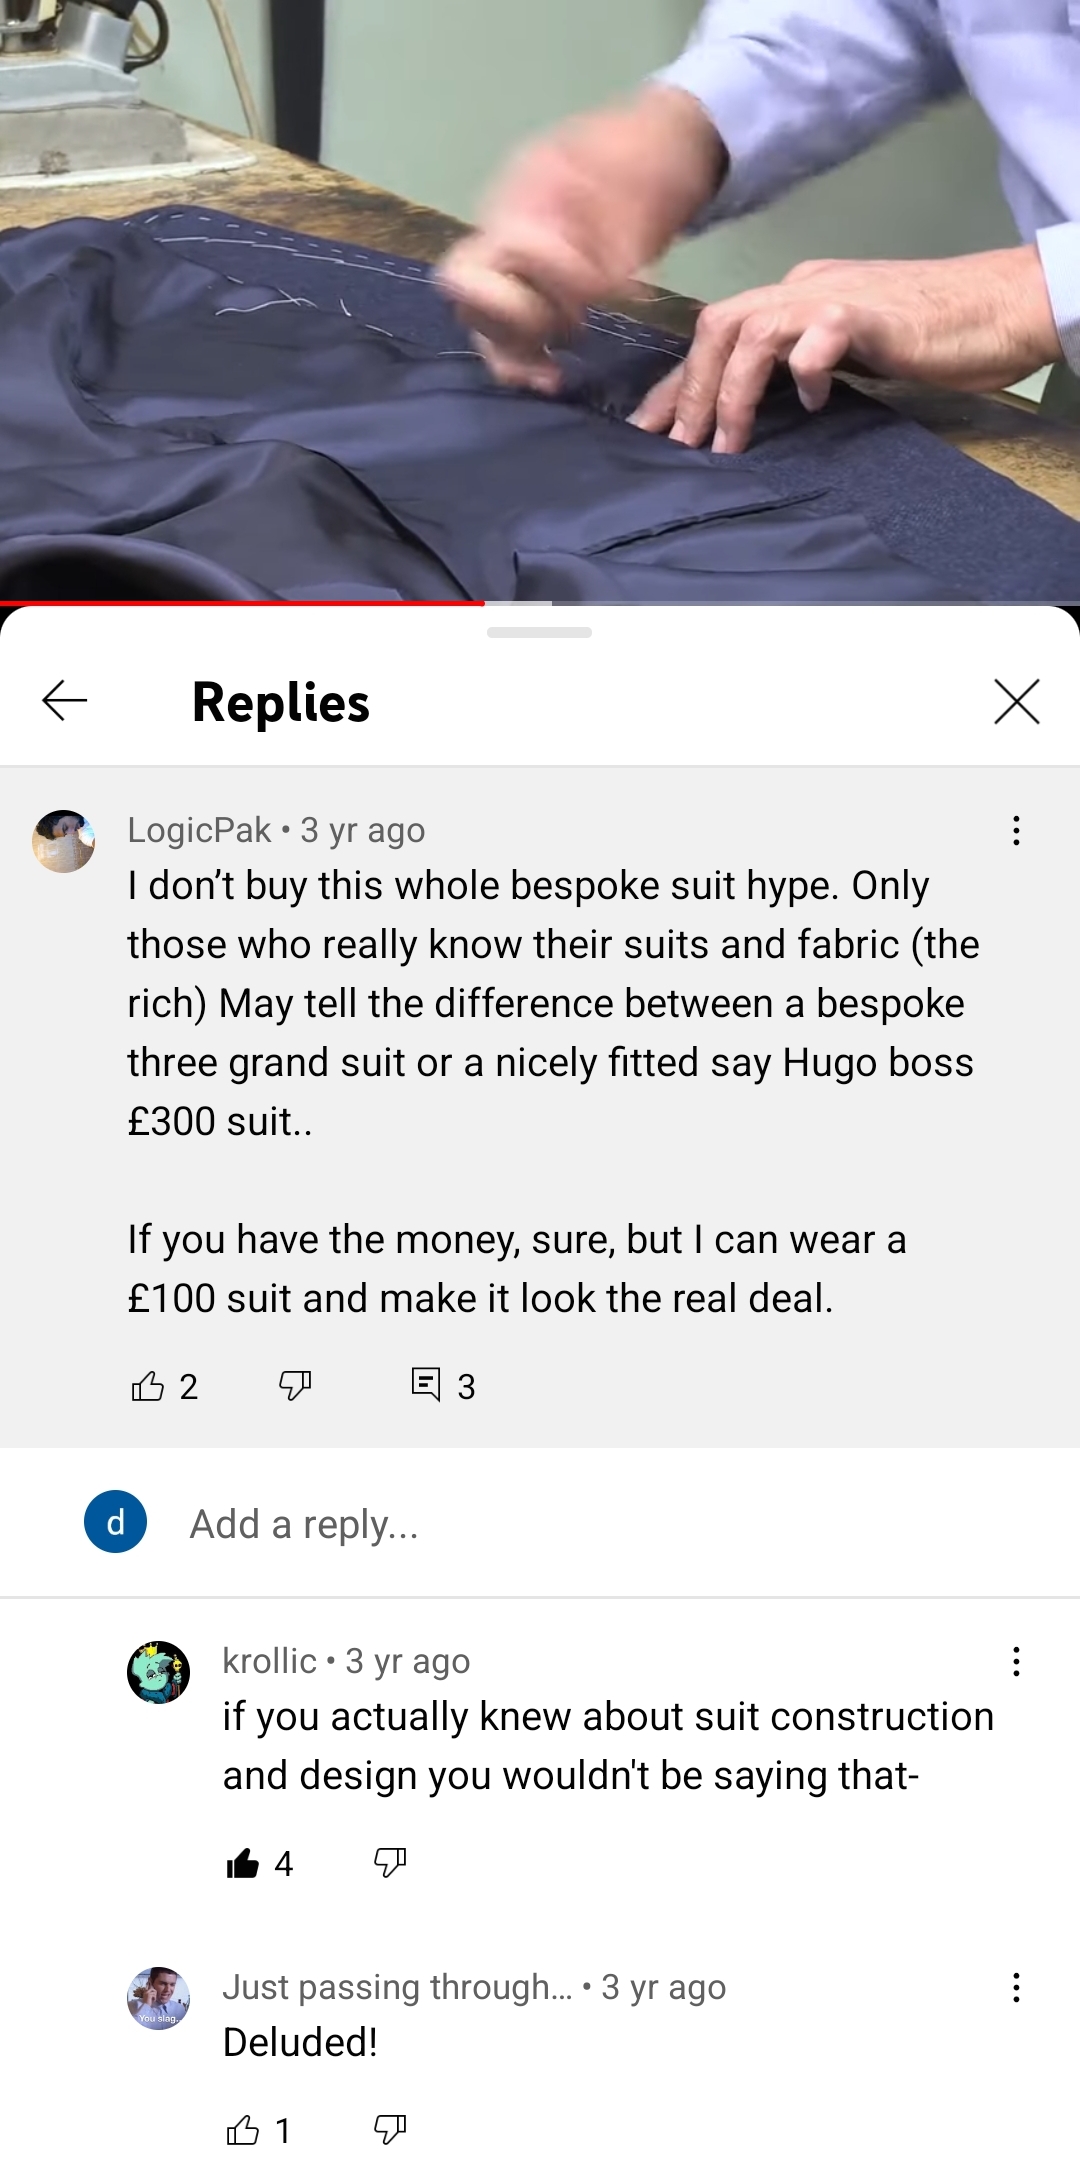 Replies
LogicPak • 3 yr ago
I don’t buy this whole bespoke suit hype. Only
those who really know their suits and fabric (the
rich) May tell the difference between a bespoke
three grand suit or a nicely fitted say Hugo boss
£300 suit..
If you have the money, sure, but I can wear a
£100 suit and make it look the real deal.
2 3
d Add a reply...
krollic • 3 yr ago
if you actually knew about suit construction
and design you wouldn't be saying that-
4
You slag..
Just passing through... • 3 yr ago
Deluded!
1